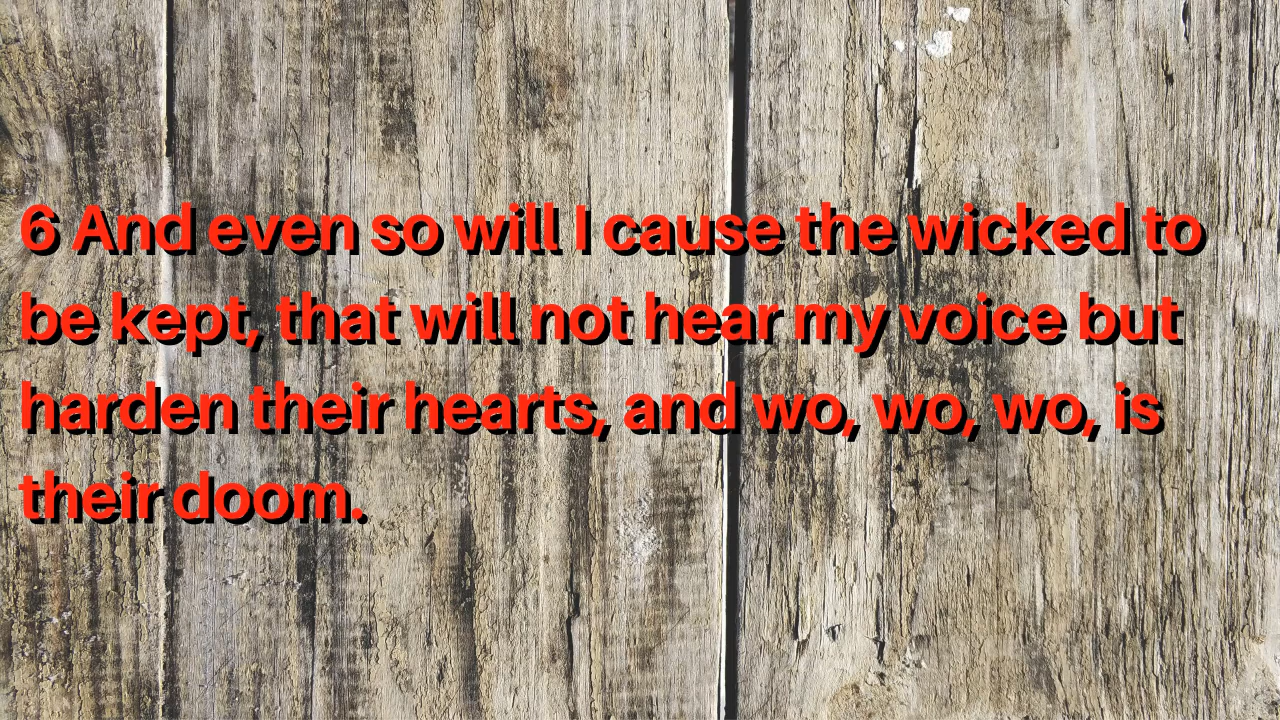 6 And even so will I cause the wicked to
be kept, that will not hear my voice but
harden their hearts, and wo, wo, wo, is
their doom.